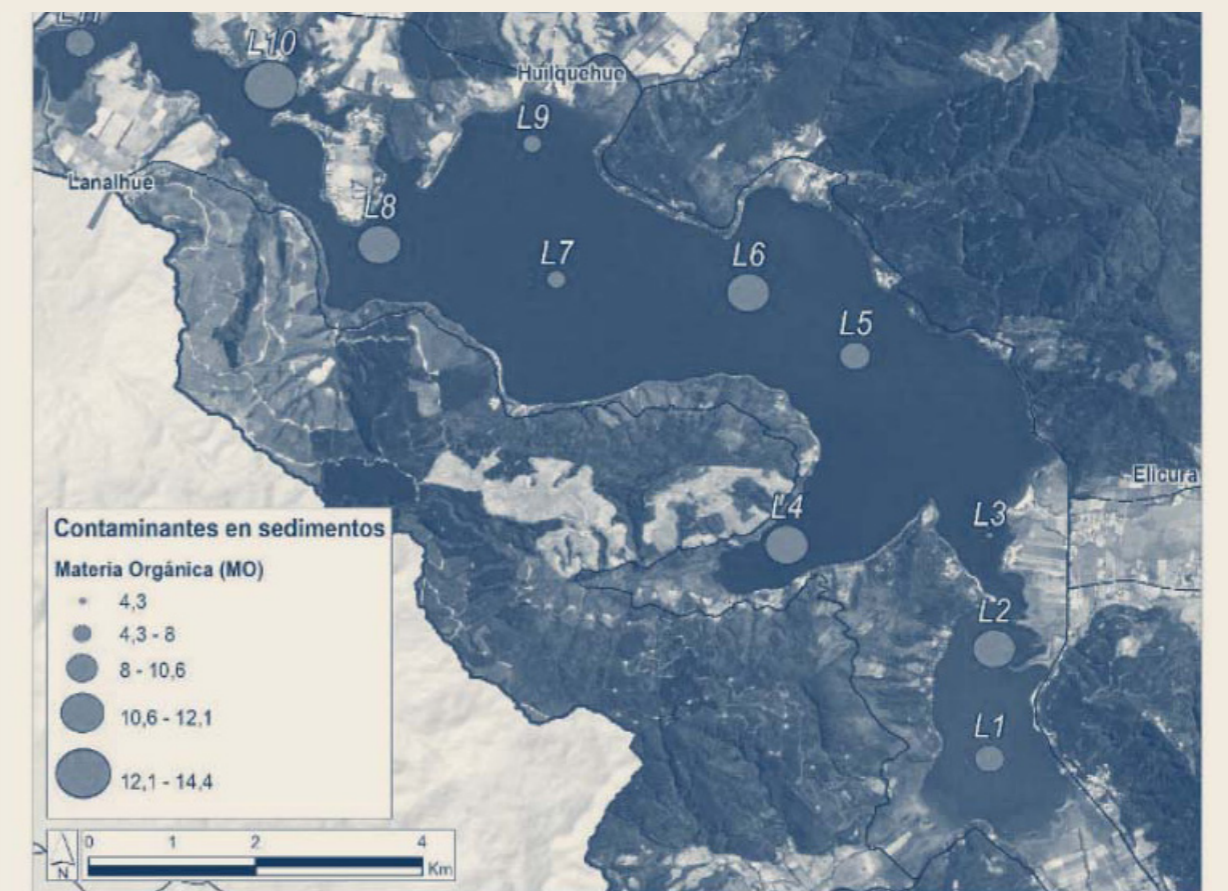 L11
L10
Huilquehue
L9
Lanalhue
L8
L7
L6
L5
Elicura
L4
L3
L2
L1
Contaminantes en sedimentos
Materia Orgánica (MO)
4,3
4,3 - 8
8 - 10,6
10,6 - 12,1
12,1 - 14,4
0 1 2 4
Km
N